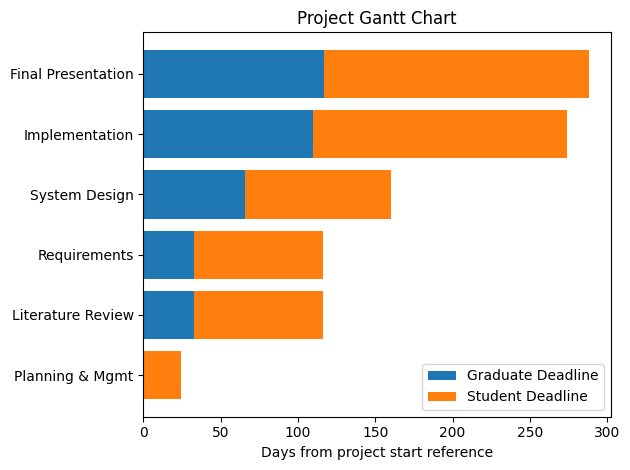 Project Gantt Chart
Final Presentation
Implementation
System Design
Requirements
Literature Review
Planning & Mgmt
Graduate Deadline
Student Deadline
0 50 100 150 200 250 300
Days from project start reference